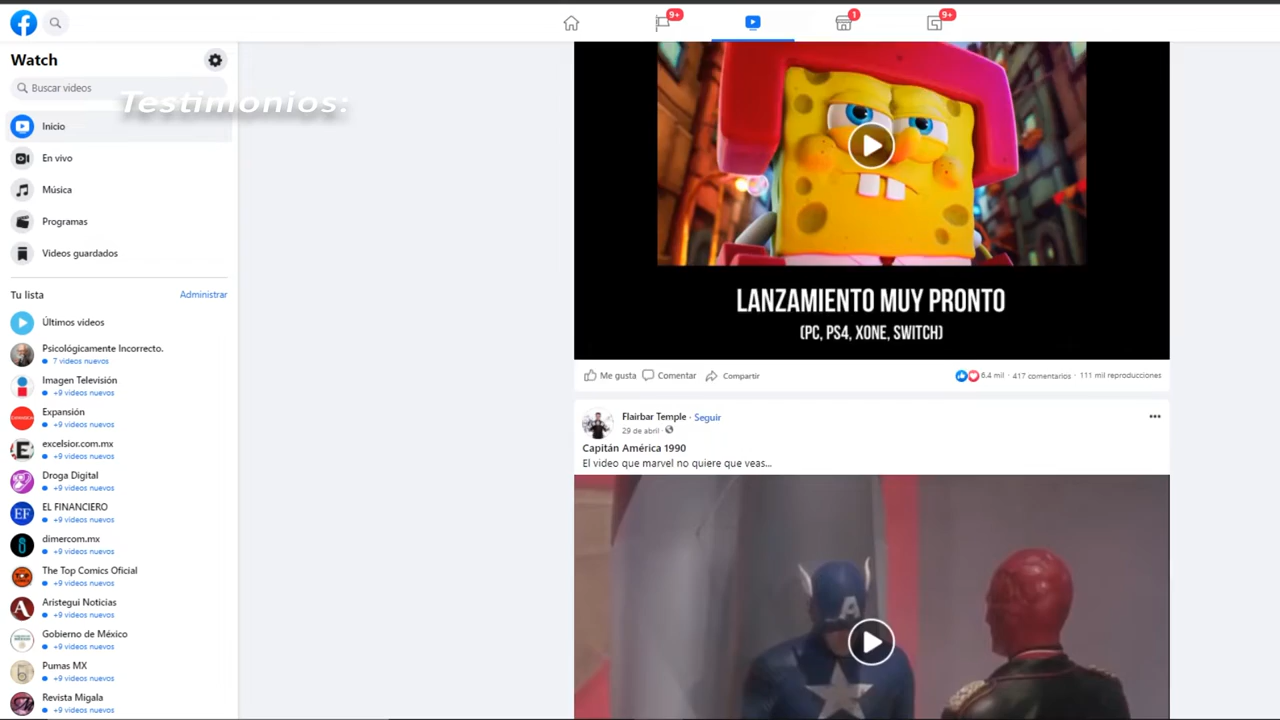 9+
1
9+
Watch
Buscar videos
Testimonios:
Inicio
En vivo
Música
Programas
Videos guardados
Tu lista
Administrar
Últimos videos
Psicológicamente Incorrecto.
7 videos nuevos
Imagen Televisión
+9 videos nuevos
Expansión
+9 videos nuevos
excelsior.com.mx
+9 videos nuevos
Droga Digital
+9 videos nuevos
EL FINANCIERO
+9 videos nuevos
dimercom.mx
+9 videos nuevos
The Top Comics Oficial
+9 videos nuevos
Aristegui Noticias
+9 videos nuevos
Gobierno de México
+9 videos nuevos
Pumas MX
+9 videos nuevos
Revista Migala
+9 videos nuevos
LANZAMIENTO MUY PRONTO
(PC, PS4, XONE, SWITCH)
Me gusta Comentar Compartir 6.4 mil · 417 comentarios · 111 mil reproducciones
Flairbar Temple · Seguir
29 de abril ·
Capitán América 1990
El video que marvel no quiere que veas...